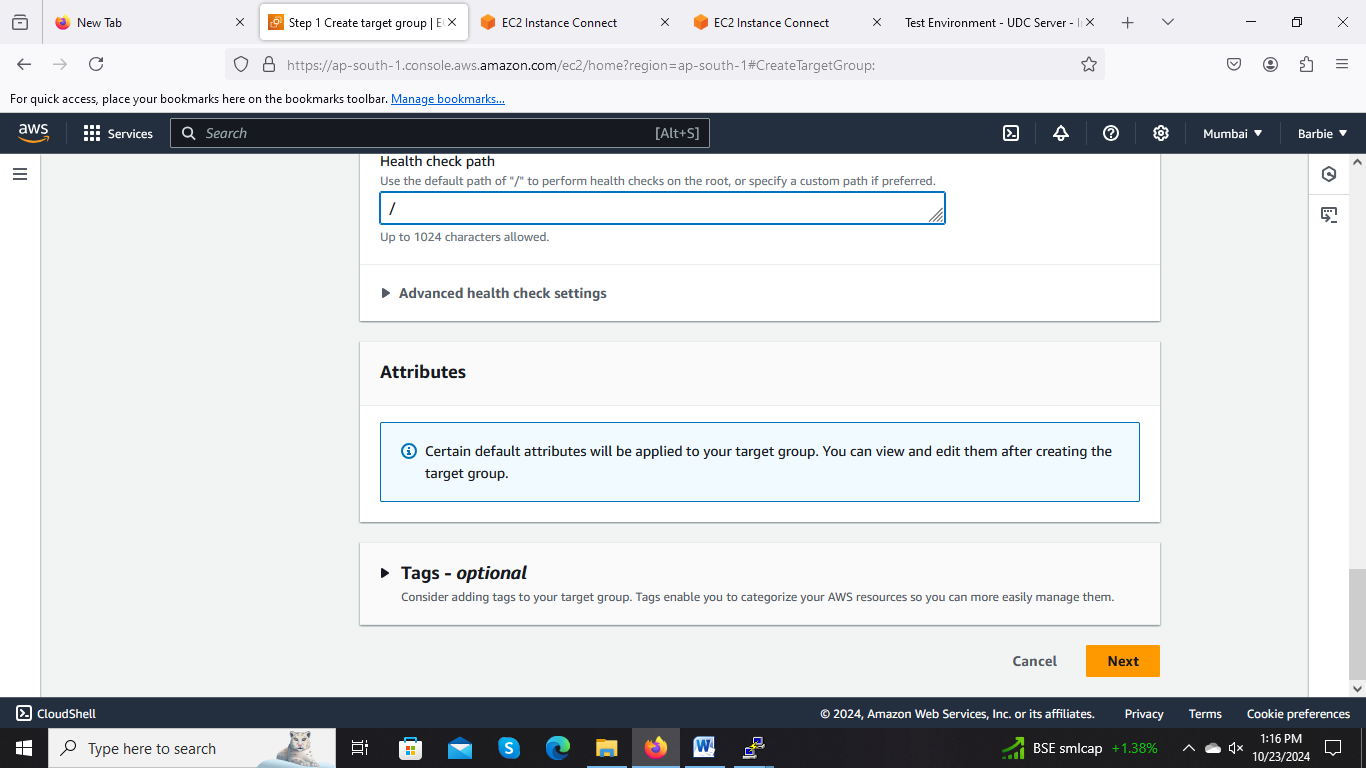 New Tab
Step 1 Create target group | E
EC2 Instance Connect
EC2 Instance Connect
Test Environment - UDC Server -
https://ap-south-1.console.aws.amazon.com/ec2/home?region=ap-south-1#CreateTargetGroup:
For quick access, place your bookmarks here on the bookmarks toolbar. Manage bookmarks...
aws
Services
Search
[Alt+S]
Mumbai
Barbie
Health check path
Use the default path of "/" to perform health checks on the root, or specify a custom path if preferred.
/
Up to 1024 characters allowed.
Advanced health check settings
Attributes
Certain default attributes will be applied to your target group. You can view and edit them after creating the
target group.
Tags - optional
Consider adding tags to your target group. Tags enable you to categorize your AWS resources so you can more easily manage them.
Cancel
Next
CloudShell
© 2024, Amazon Web Services, Inc. or its affiliates.
Privacy
Terms
Cookie preferences
Type here to search
BSE smlcap +1.38%
1:16 PM
10/23/2024